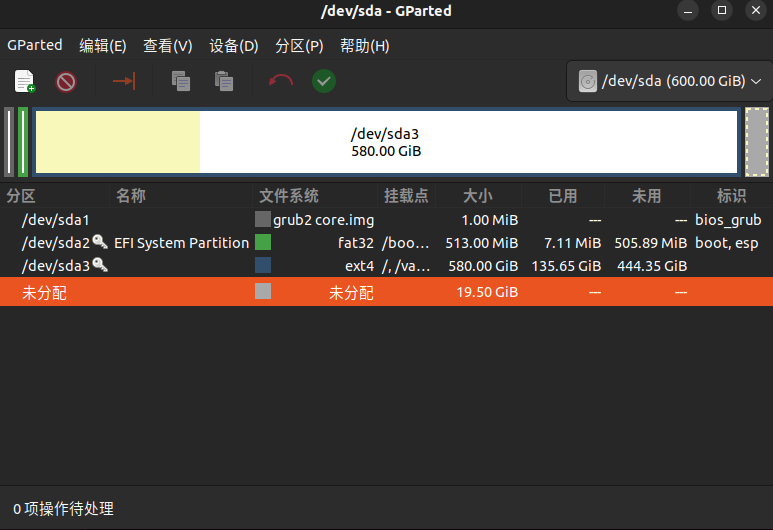 /dev/sda - GParted
GParted 编辑(E) 查看(V) 设备(D) 分区(P) 帮助(H)
/dev/sda (600.00 GiB)
/dev/sda3
580.00 GiB
分区 名称 文件系统 挂载点 大小 已用 未用 标识
/dev/sda1 grub2 core.img 1.00 MiB --- --- bios_grub
/dev/sda2 EFI System Partition fat32 /boo... 513.00 MiB 7.11 MiB 505.89 MiB boot, esp
/dev/sda3 ext4 /, /va... 580.00 GiB 135.65 GiB 444.35 GiB
未分配 未分配 19.50 GiB --- ---
0 项操作待处理